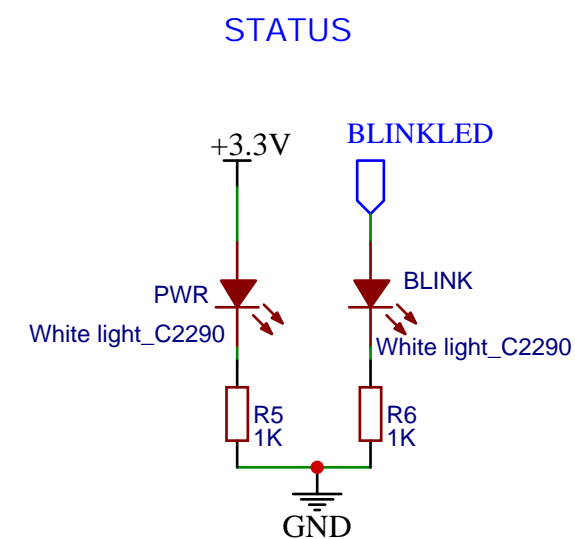 STATUS
+3.3V
BLINKLED
PWR
BLINK
White light_C2290
White light_C2290
R5
1K
R6
1K
GND